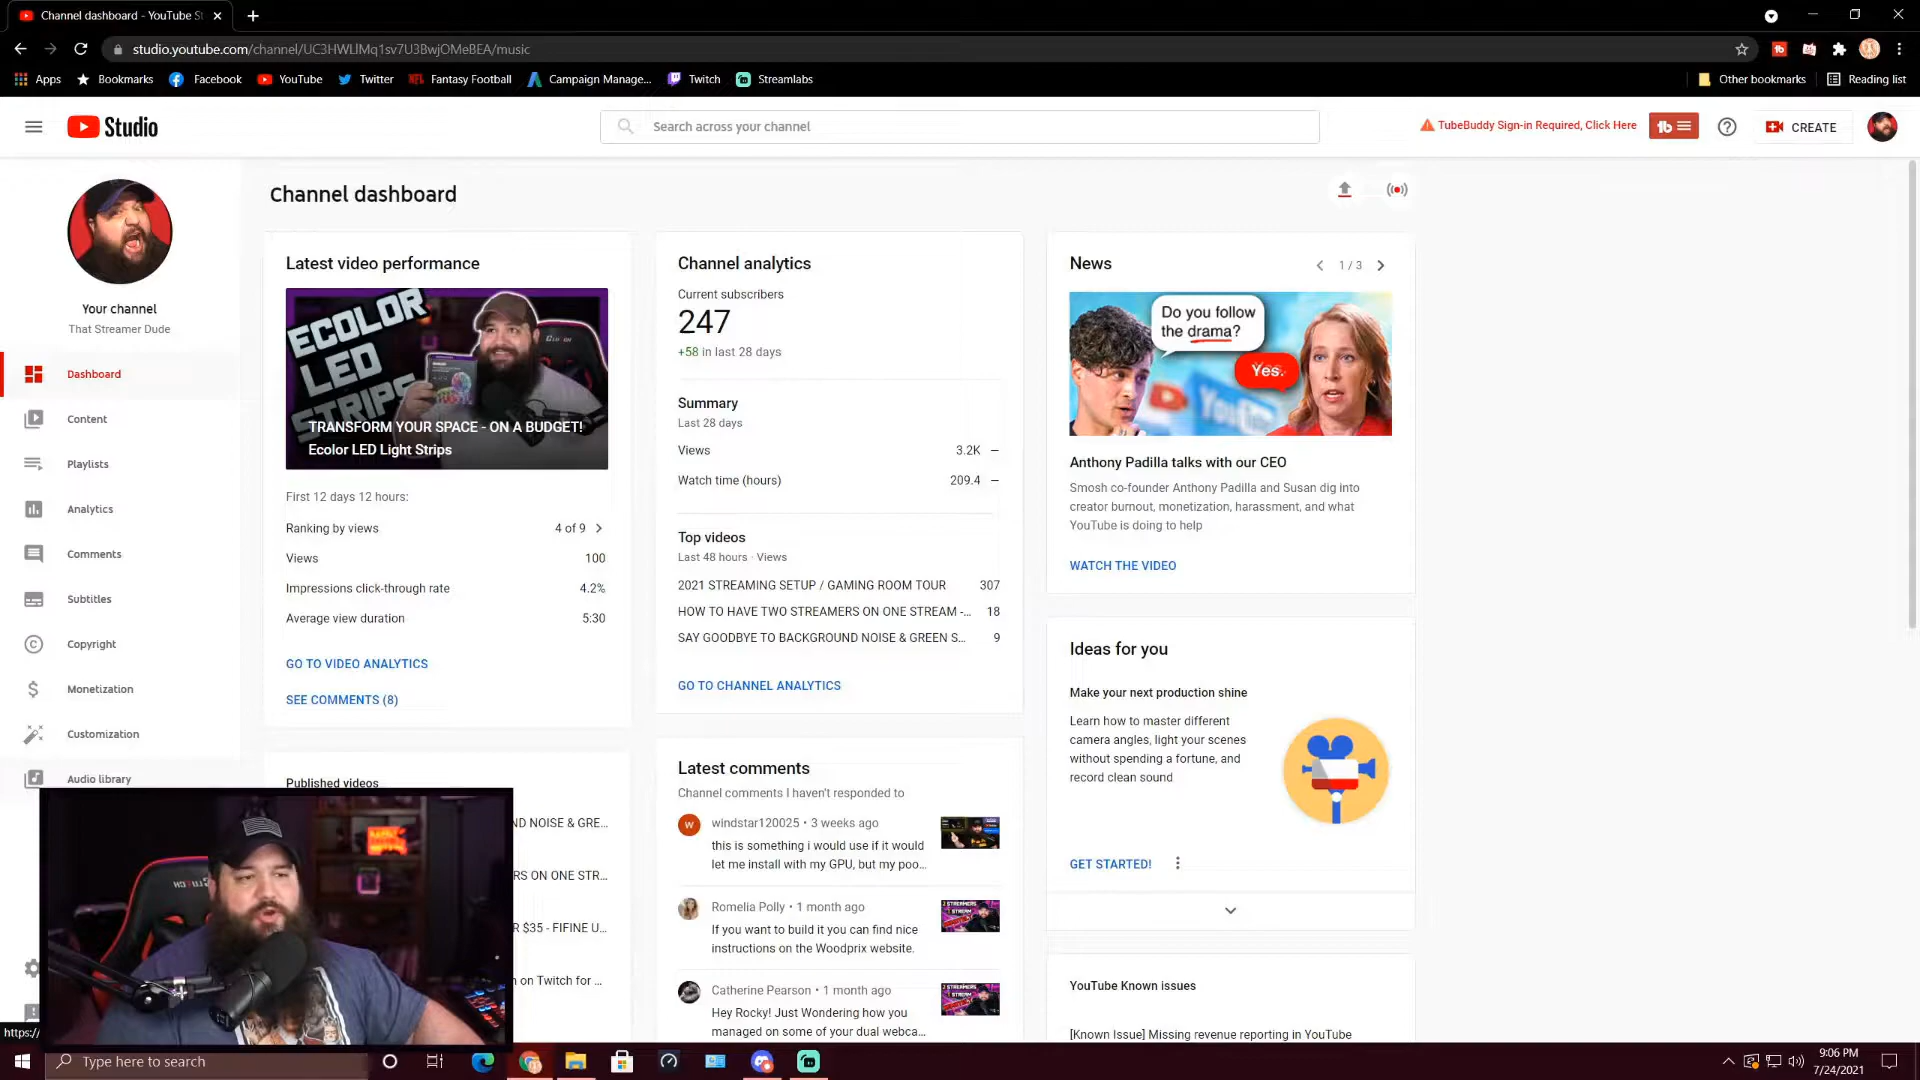 Channel dashboard - YouTube St
studio.youtube.com/channel/UC3HWLlMq1sv7U3BwjOMeBEA/music
Apps
Bookmarks
Facebook
YouTube
Twitter
Fantasy Football
Campaign Manage...
Twitch
Streamlabs
Other bookmarks
Reading list
Studio
Search across your channel
TubeBuddy Sign-in Required, Click Here
tb
CREATE
Your channel
That Streamer Dude
Dashboard
Content
Playlists
Analytics
Comments
Subtitles
Copyright
Monetization
Customization
Audio library
https:/
Channel dashboard
Latest video performance
ECOLOR
LED
STRIPS
TRANSFORM YOUR SPACE - ON A BUDGET!
Ecolor LED Light Strips
First 12 days 12 hours:
Ranking by views 4 of 9
Views 100
Impressions click-through rate 4.2%
Average view duration 5:30
GO TO VIDEO ANALYTICS
SEE COMMENTS (8)
Published videos
ND NOISE & GRE...
RS ON ONE STR...
R $35 - FIFINE U...
n on Twitch for ...
CLUTCH
Channel analytics
Current subscribers
247
+58 in last 28 days
Summary
Last 28 days
Views 3.2K —
Watch time (hours) 209.4 —
Top videos
Last 48 hours · Views
2021 STREAMING SETUP / GAMING ROOM TOUR 307
HOW TO HAVE TWO STREAMERS ON ONE STREAM -... 18
SAY GOODBYE TO BACKGROUND NOISE & GREEN S... 9
GO TO CHANNEL ANALYTICS
Latest comments
Channel comments I haven't responded to
W
windstar120025 • 3 weeks ago
this is something i would use if it would
let me install with my GPU, but my poo...
Romelia Polly • 1 month ago
If you want to build it you can find nice
instructions on the Woodprix website.
Catherine Pearson • 1 month ago
Hey Rocky! Just Wondering how you
managed on some of your dual webca...
News
1 / 3
Do you follow
the drama?
Yes.
Anthony Padilla talks with our CEO
Smosh co-founder Anthony Padilla and Susan dig into
creator burnout, monetization, harassment, and what
YouTube is doing to help
WATCH THE VIDEO
Ideas for you
Make your next production shine
Learn how to master different
camera angles, light your scenes
without spending a fortune, and
record clean sound
GET STARTED!
YouTube Known issues
[Known Issue] Missing revenue reporting in YouTube
Type here to search
9:06 PM
7/24/2021